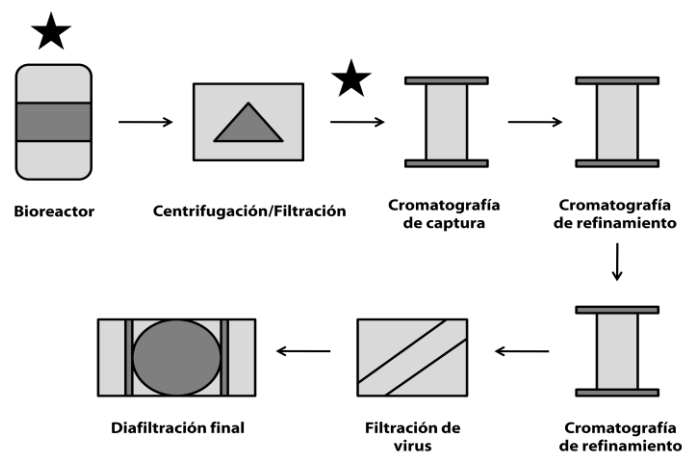 Bioreactor
Centrifugación/Filtración
Cromatografía
de captura
Cromatografía
de refinamiento
Diafiltración final
Filtración de
virus
Cromatografía
de refinamiento